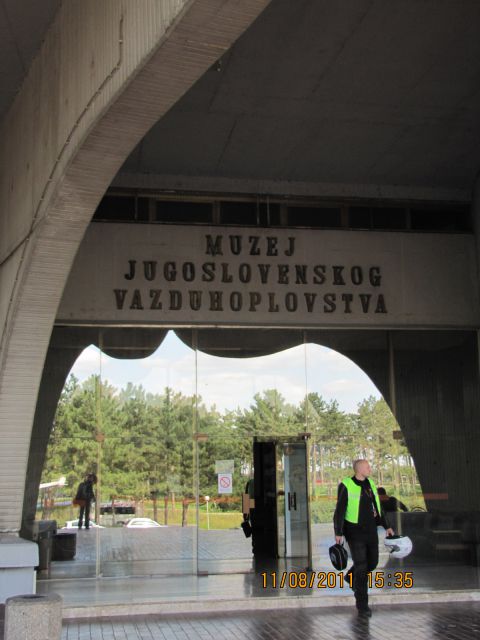 MUZEJ
JUGOSLOVENSKOG
VAZDUHOPLOVSTVA
11/08/2011 15:35